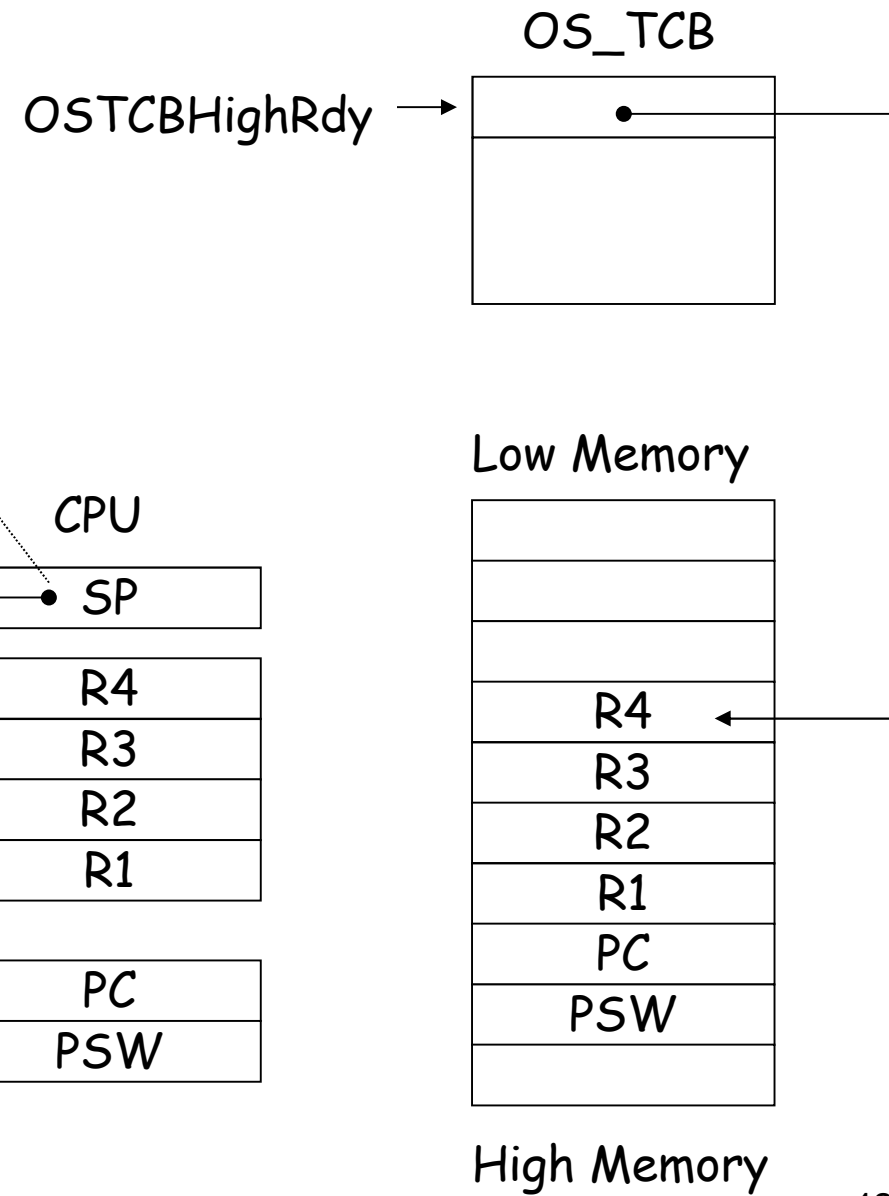 OS_TCB
OSTCBHighRdy
Low Memory
CPU
SP
R4
R3
R2
R1
PC
PSW
R4
R3
R2
R1
PC
PSW
High Memory